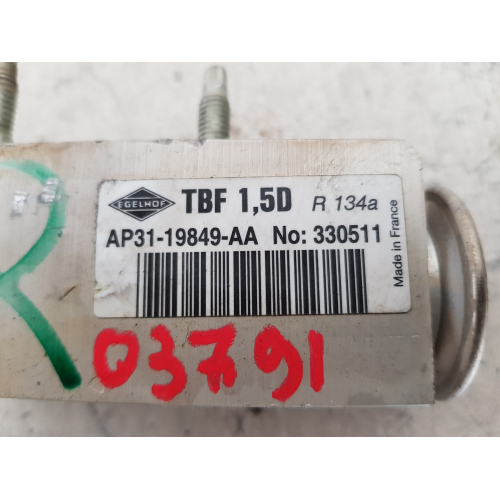 EGELHOF TBF 1,5D R 134a
AP31-19849-AA No: 330511
Made in France
03791
R